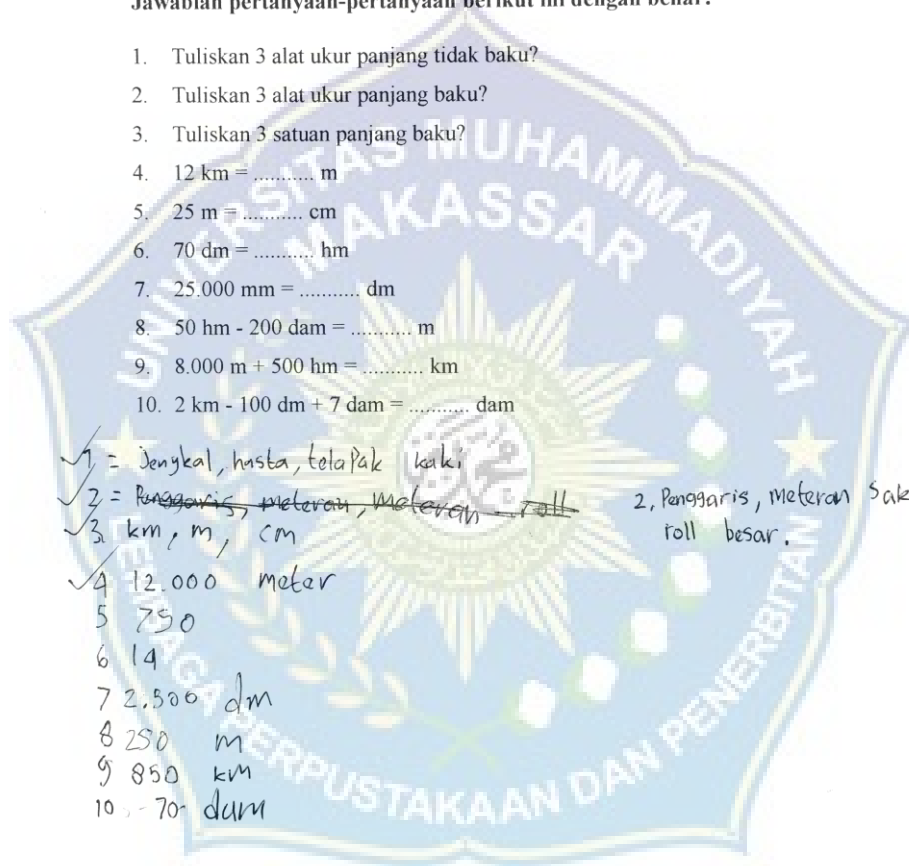 Jawablah pertanyaan-pertanyaan berikut ini dengan benar!
1. Tuliskan 3 alat ukur panjang tidak baku?
2. Tuliskan 3 alat ukur panjang baku?
3. Tuliskan 3 satuan panjang baku?
4. 12 km = ........... m
5. 25 m = ........... cm
6. 70 dm = ........... hm
7. 25.000 mm = ........... dm
8. 50 hm - 200 dam = ........... m
9. 8.000 m + 500 hm = ........... km
10. 2 km - 100 dm + 7 dam = ........... dam
1 = Jengkal, hasta, telapak kaki
2 = Penggaris, meteran, Meteran roll
2, Penggaris, meteran Sak
roll besar.
3. km, m, cm
4 12.000 meter
5 750
6 14
7 2.500 dm
8 250 m
9 850 km
10 - 70 dam
UNIVERSITAS MUHAMMADIYAH
MAKASSAR
LEMBAGA PERPUSTAKAAN DAN PENERBITAN